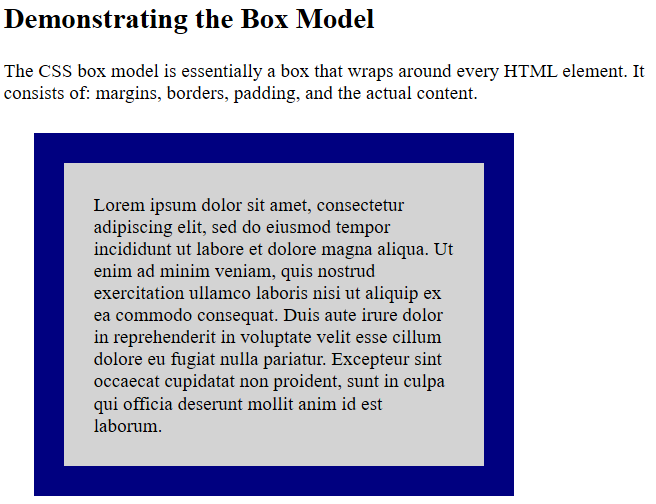 Demonstrating the Box Model
The CSS box model is essentially a box that wraps around every HTML element. It
consists of: margins, borders, padding, and the actual content.
Lorem ipsum dolor sit amet, consectetur
adipiscing elit, sed do eiusmod tempor
incididunt ut labore et dolore magna aliqua. Ut
enim ad minim veniam, quis nostrud
exercitation ullamco laboris nisi ut aliquip ex
ea commodo consequat. Duis aute irure dolor
in reprehenderit in voluptate velit esse cillum
dolore eu fugiat nulla pariatur. Excepteur sint
occaecat cupidatat non proident, sunt in culpa
qui officia deserunt mollit anim id est
laborum.